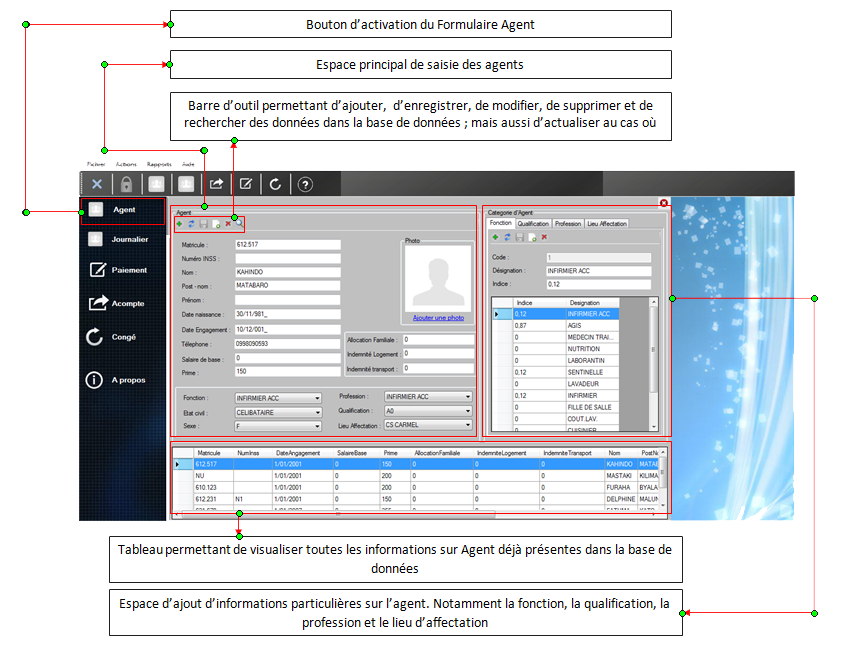 Bouton d'activation du Formulaire Agent
Espace principal de saisie des agents
Barre d'outil permettant d'ajouter, d'enregistrer, de modifier, de supprimer et de
rechercher des données dans la base de données ; mais aussi d'actualiser au cas où
Fichier Actions Rapports Aide
Agent
Journalier
Paiement
Acompte
Congé
A propos
Agent
Matricule : 612.517
Numéro INSS :
Nom : KAHINDO
Post - nom : MATABARO
Prénom :
Date naissance : 30/11/981_
Date Engagement : 10/12/001_
Télephone : 0998090593
Salaire de base : 0
Prime : 150
Photo
Ajouter une photo
Allocation Familiale : 0
Indemnité Logement : 0
Indemnité transport : 0
Fonction : INFIRMIER ACC
Etat civil : CELIBATAIRE
Sexe : F
Profession : INFIRMIER ACC
Qualification : A0
Lieu Affectation : CS CARMEL
Categorie d'Agent
Fonction Qualification Profession Lieu Affectation
Code : 1
Désignation : INFIRMIER ACC
Indice : 0,12
Indice Designation
0,12 INFIRMIER ACC
0,87 AGIS
0 MEDECIN TRAI...
0 NUTRITION
0 LABORANTIN
0,12 SENTINELLE
0 LAVADEUR
0,12 INFIRMIER
0 FILLE DE SALLE
0 COUT.LAV.
0 CUISINIER
Matricule NumInss DateAngagement SalaireBase Prime AllocationFamiliale IndemniteLogement IndemniteTransport Nom PostN
612.517 1/01/2001 0 150 0 0 0 KAHINDO MATAB
NU 1/01/2001 0 200 0 0 0 MASTAKI KILIMA
610.123 1/01/2001 0 200 0 0 0 FURAHA BYALA
612.231 N1 1/01/2001 0 150 0 0 0 DELPHINE MALUM
Tableau permettant de visualiser toutes les informations sur Agent déjà présentes dans la base de
données
Espace d'ajout d'informations particulières sur l'agent. Notamment la fonction, la qualification, la
profession et le lieu d'affectation